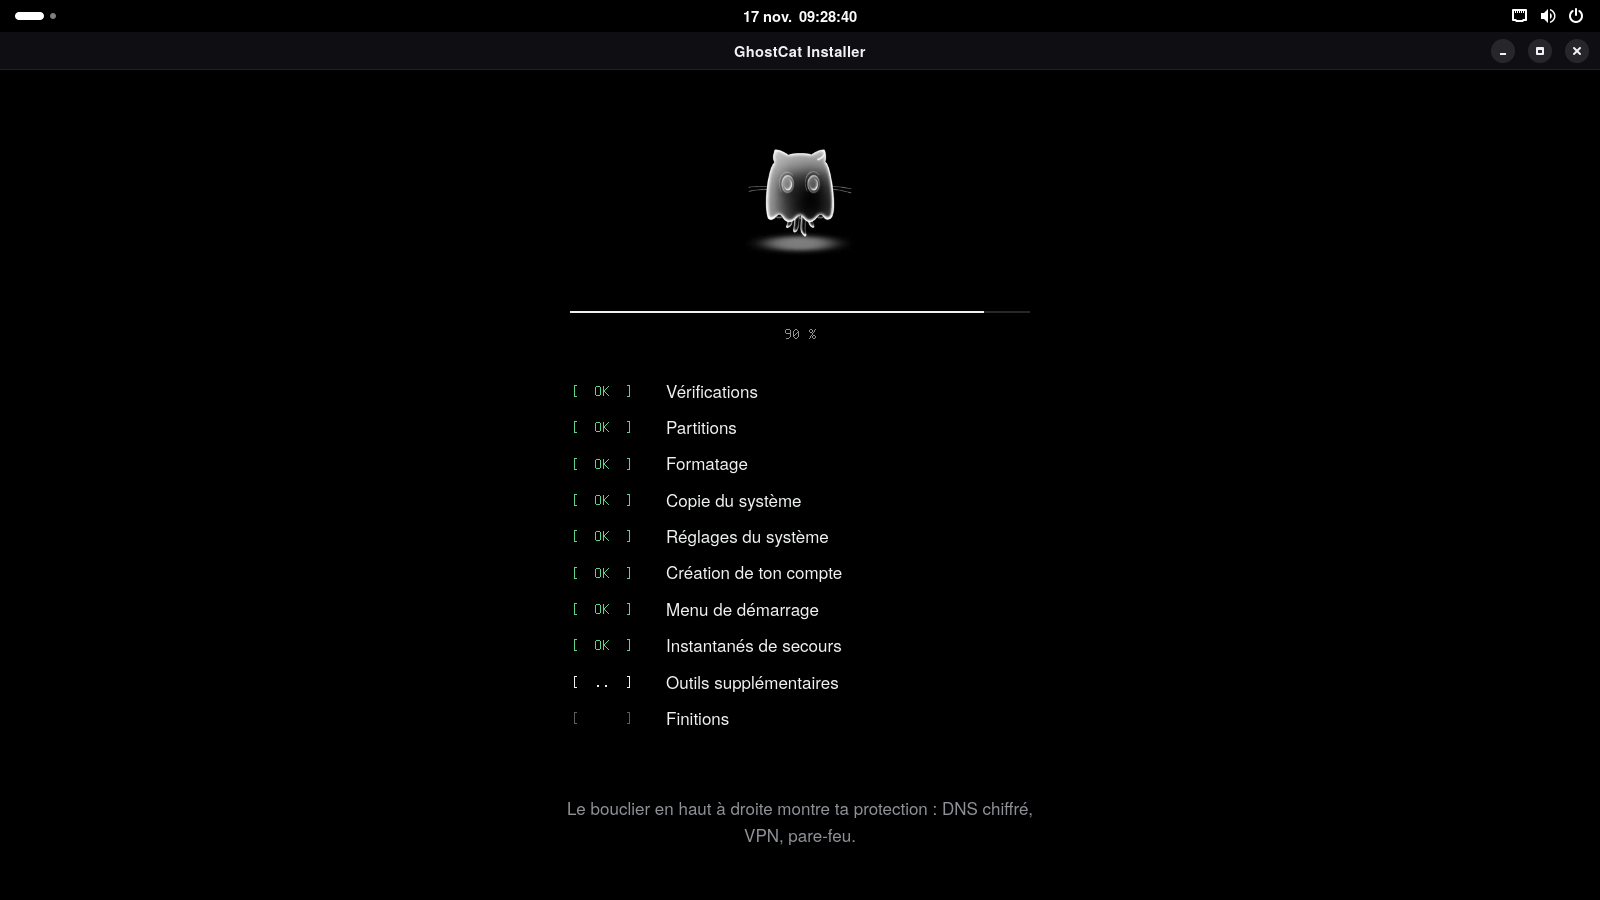 17 nov. 09:28:40
GhostCat Installer
90 %
[ OK ] Vérifications
[ OK ] Partitions
[ OK ] Formatage
[ OK ] Copie du système
[ OK ] Réglages du système
[ OK ] Création de ton compte
[ OK ] Menu de démarrage
[ OK ] Instantanés de secours
[ .. ] Outils supplémentaires
[ ] Finitions
Le bouclier en haut à droite montre ta protection : DNS chiffré,
VPN, pare-feu.